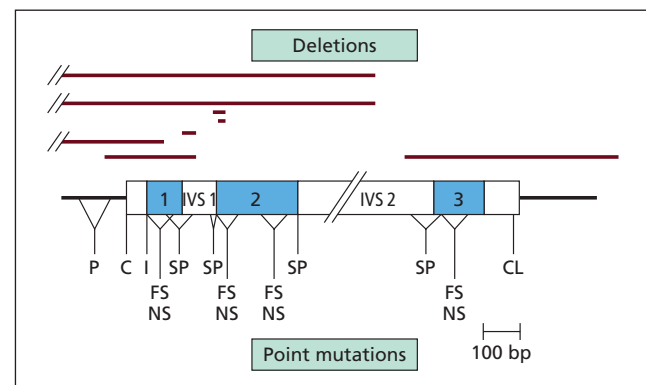 Deletions
1 IVS 1 2 IVS 2 3
P C I SP SP SP SP CL
FS FS FS FS
NS NS NS NS
100 bp
Point mutations